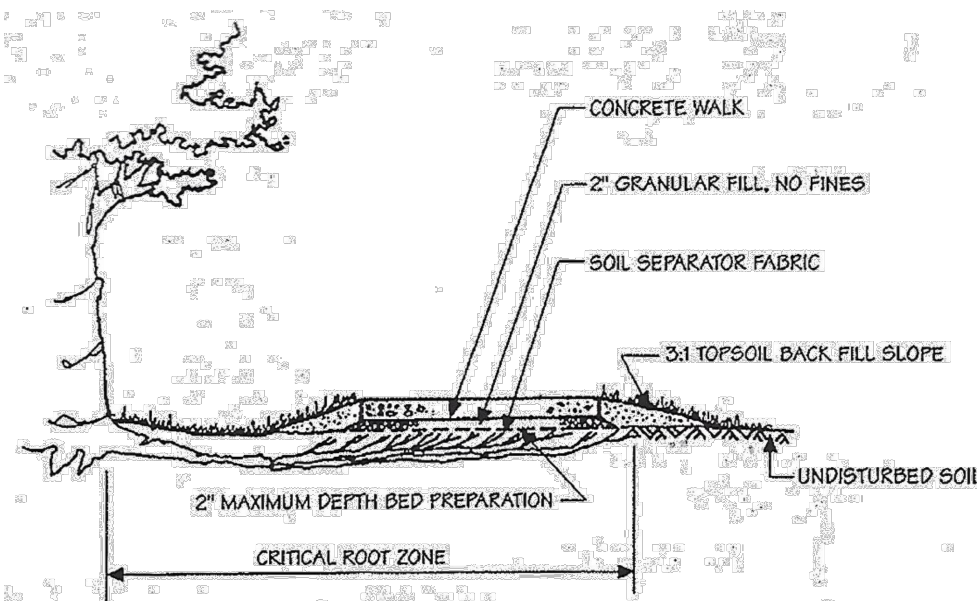 CONCRETE WALK
2" GRANULAR FILL, NO FINES
SOIL SEPARATOR FABRIC
3:1 TOPSOIL BACK FILL SLOPE
UNDISTURBED SOIL
2" MAXIMUM DEPTH BED PREPARATION
CRITICAL ROOT ZONE